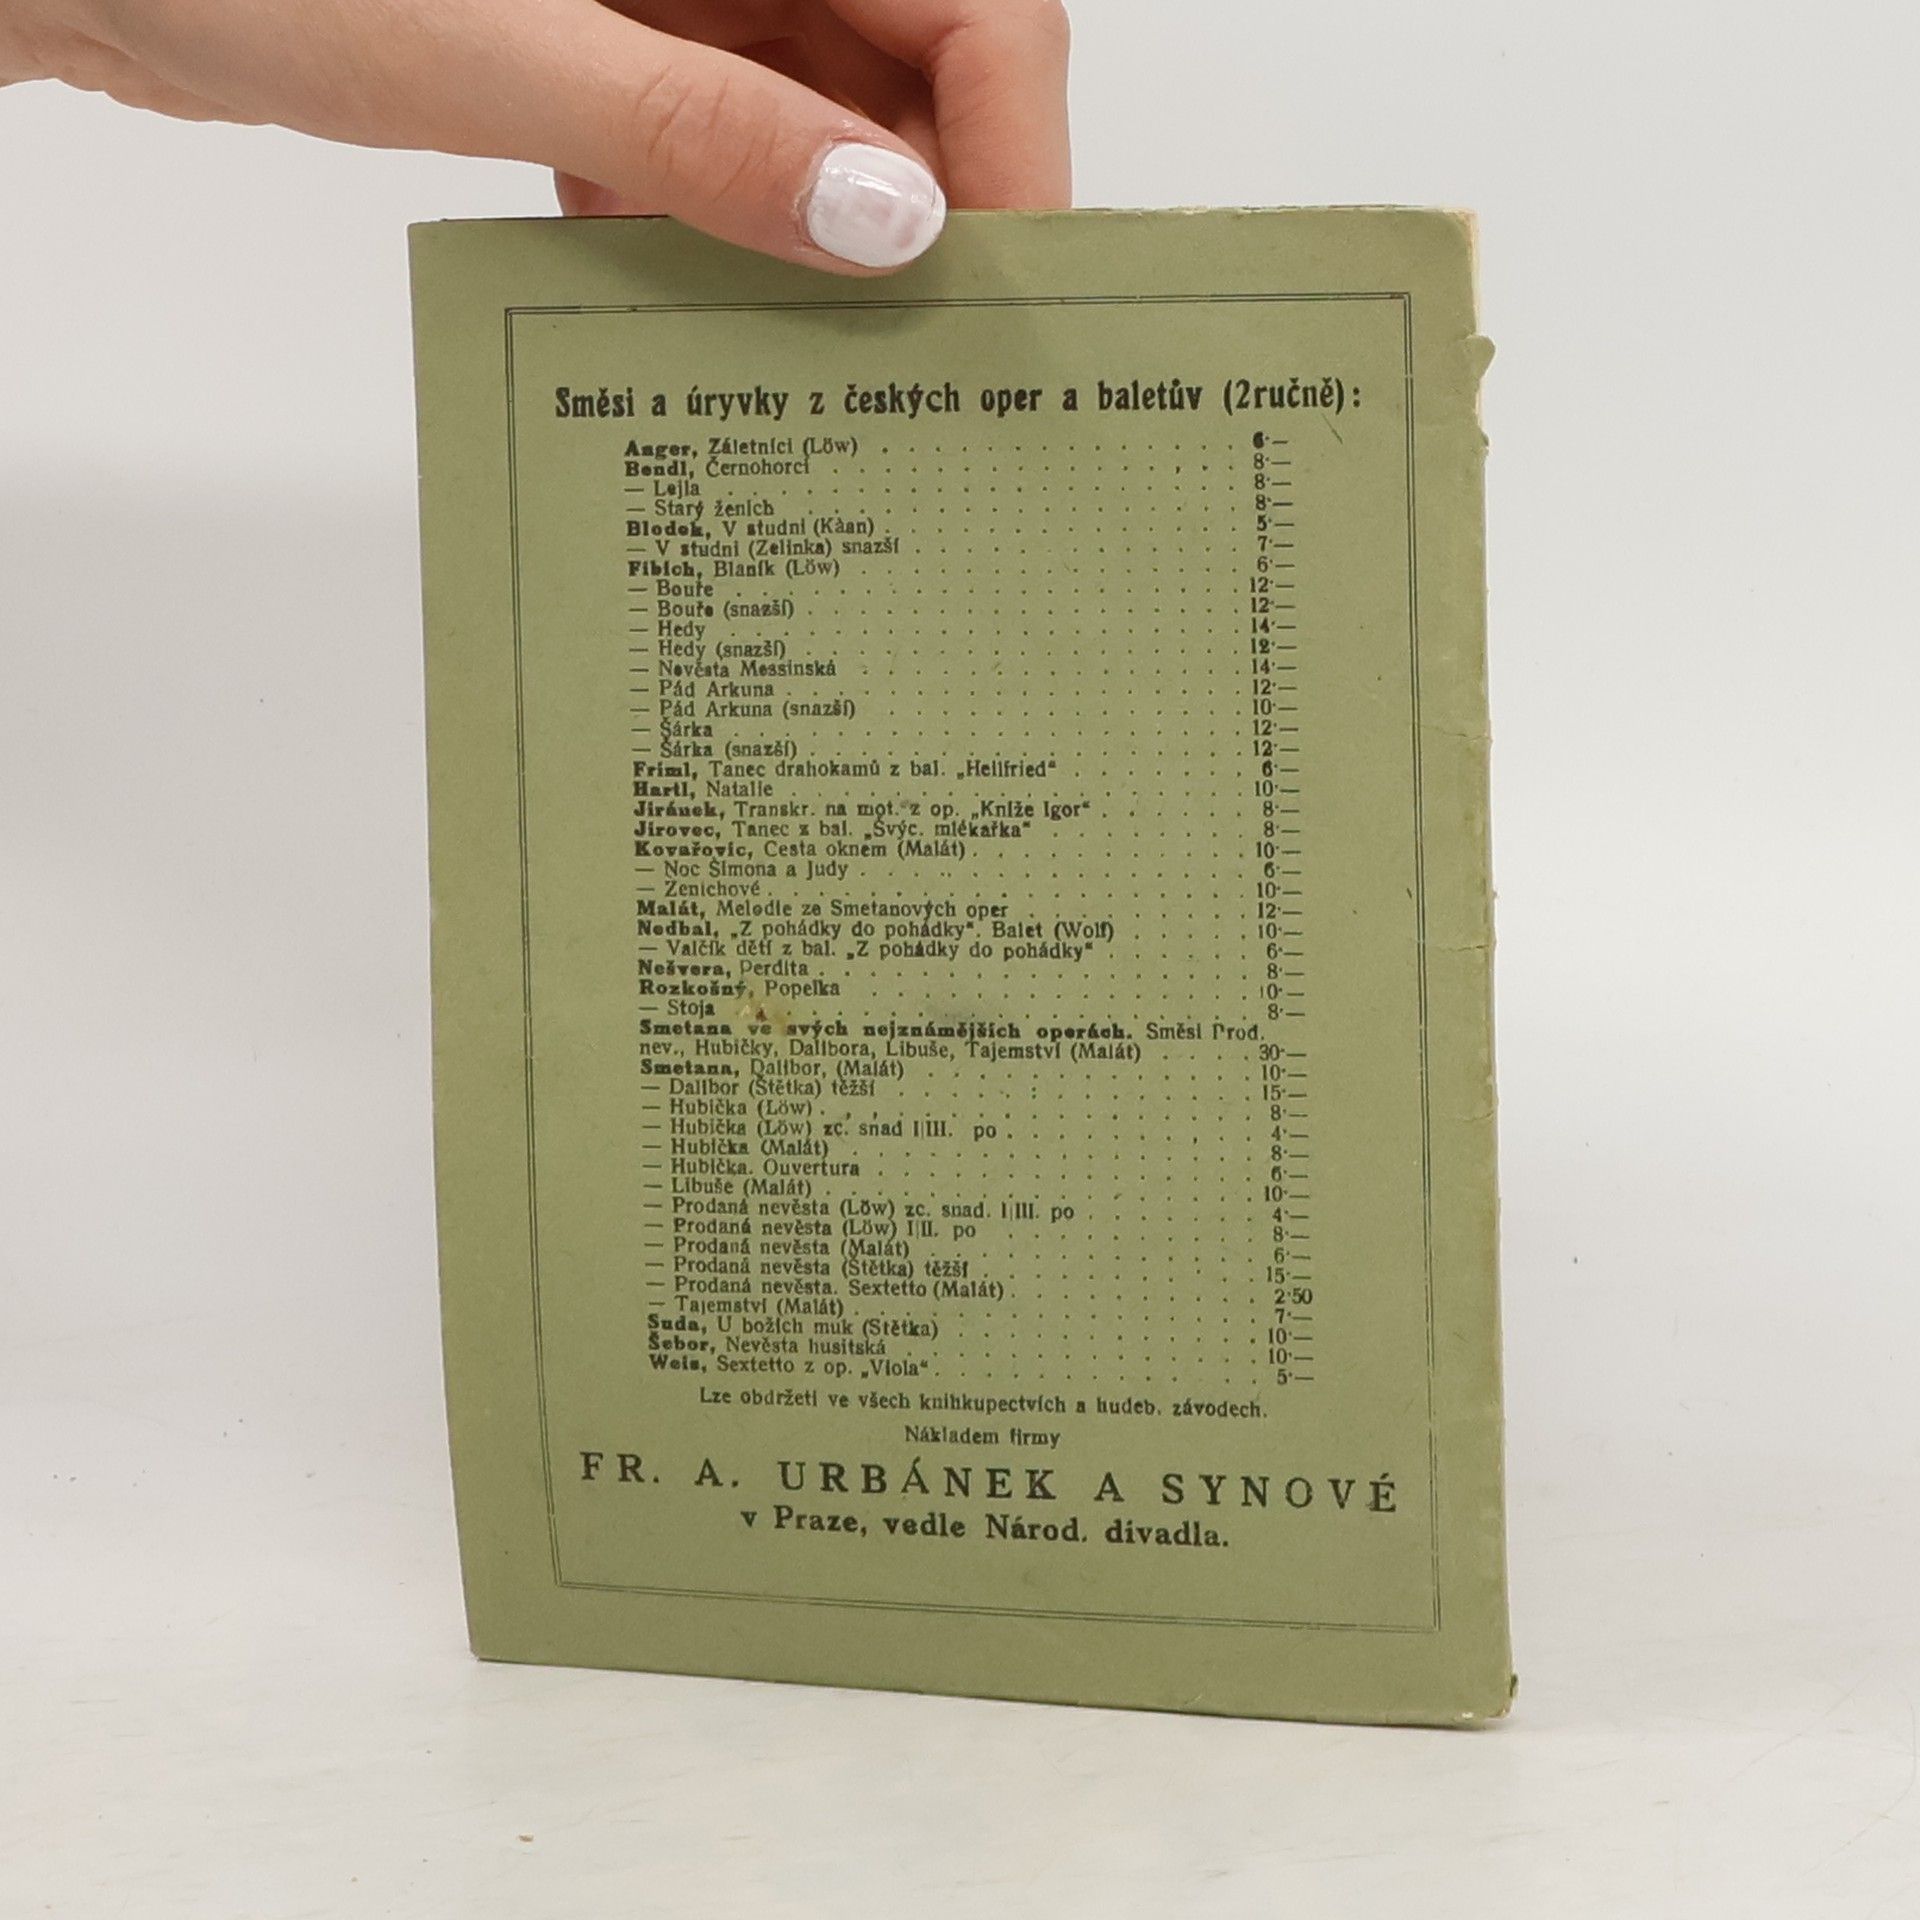 Směsi a úryvky z českých oper a baletův (2ručně):
Anger, Záletníci (Löw) . . . . . . . . . . . . . . 6·—
Bendl, Černohorci . . . . . . . . . . . . . . . . 8·—
— Lejla . . . . . . . . . . . . . . . . . . . . 8·—
— Starý ženich . . . . . . . . . . . . . . . . . 8·—
Blodek, V studni (Kàan) . . . . . . . . . . . . . . 5·—
— V studni (Zelinka) snazší . . . . . . . . . . . . . 7·—
Fibich, Blaník (Löw) . . . . . . . . . . . . . . . 6·—
— Bouře . . . . . . . . . . . . . . . . . . . . 12·—
— Bouře (snazší) . . . . . . . . . . . . . . . . . 12·—
— Hedy . . . . . . . . . . . . . . . . . . . . 14·—
— Hedy (snazší) . . . . . . . . . . . . . . . . . 12·—
— Nevěsta Messinská . . . . . . . . . . . . . . . 14·—
— Pád Arkuna . . . . . . . . . . . . . . . . . . 12·—
— Pád Arkuna (snazší) . . . . . . . . . . . . . . 10·—
— Šárka . . . . . . . . . . . . . . . . . . . . 12·—
— Šárka (snazší) . . . . . . . . . . . . . . . . . 12·—
Friml, Tanec drahokamů z bal. „Hellfried“ . . . . . . . 6·—
Hartl, Natalie . . . . . . . . . . . . . . . . . . 10·—
Jiránek, Transkr. na mot. z op. „Kníže Igor“ . . . . . . 8·—
Jirovec, Tanec z bal. „Švýc. mlékařka“ . . . . . . . . 8·—
Kovařovic, Cesta oknem (Malát) . . . . . . . . . . . 10·—
— Noc Šimona a Judy . . . . . . . . . . . . . . . 6·—
— Ženichové . . . . . . . . . . . . . . . . . . 10·—
Malát, Melodie ze Smetanových oper . . . . . . . . . 12·—
Nedbal, „Z pohádky do pohádky“. Balet (Wolf) . . . . . 10·—
— Valčík dětí z bal. „Z pohádky do pohádky“ . . . . . . 6·—
Nešvera, Perdita . . . . . . . . . . . . . . . . . 8·—
Rozkošný, Popelka . . . . . . . . . . . . . . . . 10·—
— Stoja . . . . . . . . . . . . . . . . . . . . 8·—
Smetana ve svých nejznámějších operách. Směsi Prod.
nev., Hubičky, Dalibora, Libuše, Tajemství (Malát) . . . . 30·—
Smetana, Dalibor, (Malát) . . . . . . . . . . . . . 10·—
— Dalibor (Štětka) těžší . . . . . . . . . . . . . . 15·—
— Hubička (Löw) . . . . . . . . . . . . . . . . . 8·—
— Hubička (Löw) zc. snad I|III. po . . . . . . . . . . 4·—
— Hubička (Malát) . . . . . . . . . . . . . . . . 8·—
— Hubička. Ouvertura . . . . . . . . . . . . . . . 6·—
— Libuše (Malát) . . . . . . . . . . . . . . . . . 10·—
— Prodaná nevěsta (Löw) zc. snad. I|III. po . . . . . . . 4·—
— Prodaná nevěsta (Löw) I|II. po . . . . . . . . . . 8·—
— Prodaná nevěsta (Malát) . . . . . . . . . . . . . 6·—
— Prodaná nevěsta (Štětka) těžší . . . . . . . . . . . 15·—
— Prodaná nevěsta. Sextetto (Malát) . . . . . . . . . . 2·50
— Tajemství (Malát) . . . . . . . . . . . . . . . . 7·—
Suda, U božích muk (Štětka) . . . . . . . . . . . . 10·—
Šebor, Nevěsta husitská . . . . . . . . . . . . . . 10·—
Weis, Sextetto z op. „Viola“ . . . . . . . . . . . . . 5·—
Lze obdržeti ve všech knihkupectvích a hudeb. závodech.
Nákladem firmy
FR. A. URBÁNEK A SYNOVÉ
v Praze, vedle Národ. divadla.